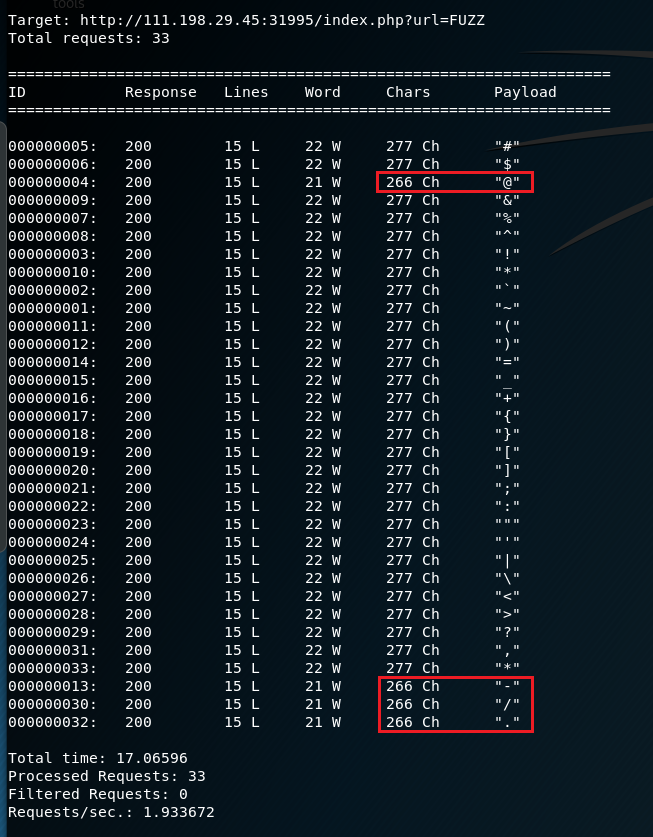 tools
Target: http://111.198.29.45:31995/index.php?url=FUZZ
Total requests: 33
===================================================================
ID Response Lines Word Chars Payload
===================================================================
000000005: 200 15 L 22 W 277 Ch "#"
000000006: 200 15 L 22 W 277 Ch "$"
000000004: 200 15 L 21 W 266 Ch "@"
000000009: 200 15 L 22 W 277 Ch "&"
000000007: 200 15 L 22 W 277 Ch "%"
000000008: 200 15 L 22 W 277 Ch "^"
000000003: 200 15 L 22 W 277 Ch "!"
000000010: 200 15 L 22 W 277 Ch "*"
000000002: 200 15 L 22 W 277 Ch "`"
000000001: 200 15 L 22 W 277 Ch "~"
000000011: 200 15 L 22 W 277 Ch "("
000000012: 200 15 L 22 W 277 Ch ")"
000000014: 200 15 L 22 W 277 Ch "="
000000015: 200 15 L 22 W 277 Ch "_"
000000016: 200 15 L 22 W 277 Ch "+"
000000017: 200 15 L 22 W 277 Ch "{"
000000018: 200 15 L 22 W 277 Ch "}"
000000019: 200 15 L 22 W 277 Ch "["
000000020: 200 15 L 22 W 277 Ch "]"
000000021: 200 15 L 22 W 277 Ch ";"
000000022: 200 15 L 22 W 277 Ch ":"
000000023: 200 15 L 22 W 277 Ch """
000000024: 200 15 L 22 W 277 Ch "'"
000000025: 200 15 L 22 W 277 Ch "|"
000000026: 200 15 L 22 W 277 Ch "\"
000000027: 200 15 L 22 W 277 Ch "<"
000000028: 200 15 L 22 W 277 Ch ">"
000000029: 200 15 L 22 W 277 Ch "?"
000000031: 200 15 L 22 W 277 Ch ","
000000033: 200 15 L 22 W 277 Ch "*"
000000013: 200 15 L 21 W 266 Ch "-"
000000030: 200 15 L 21 W 266 Ch "/"
000000032: 200 15 L 21 W 266 Ch "."
Total time: 17.06596
Processed Requests: 33
Filtered Requests: 0
Requests/sec.: 1.933672